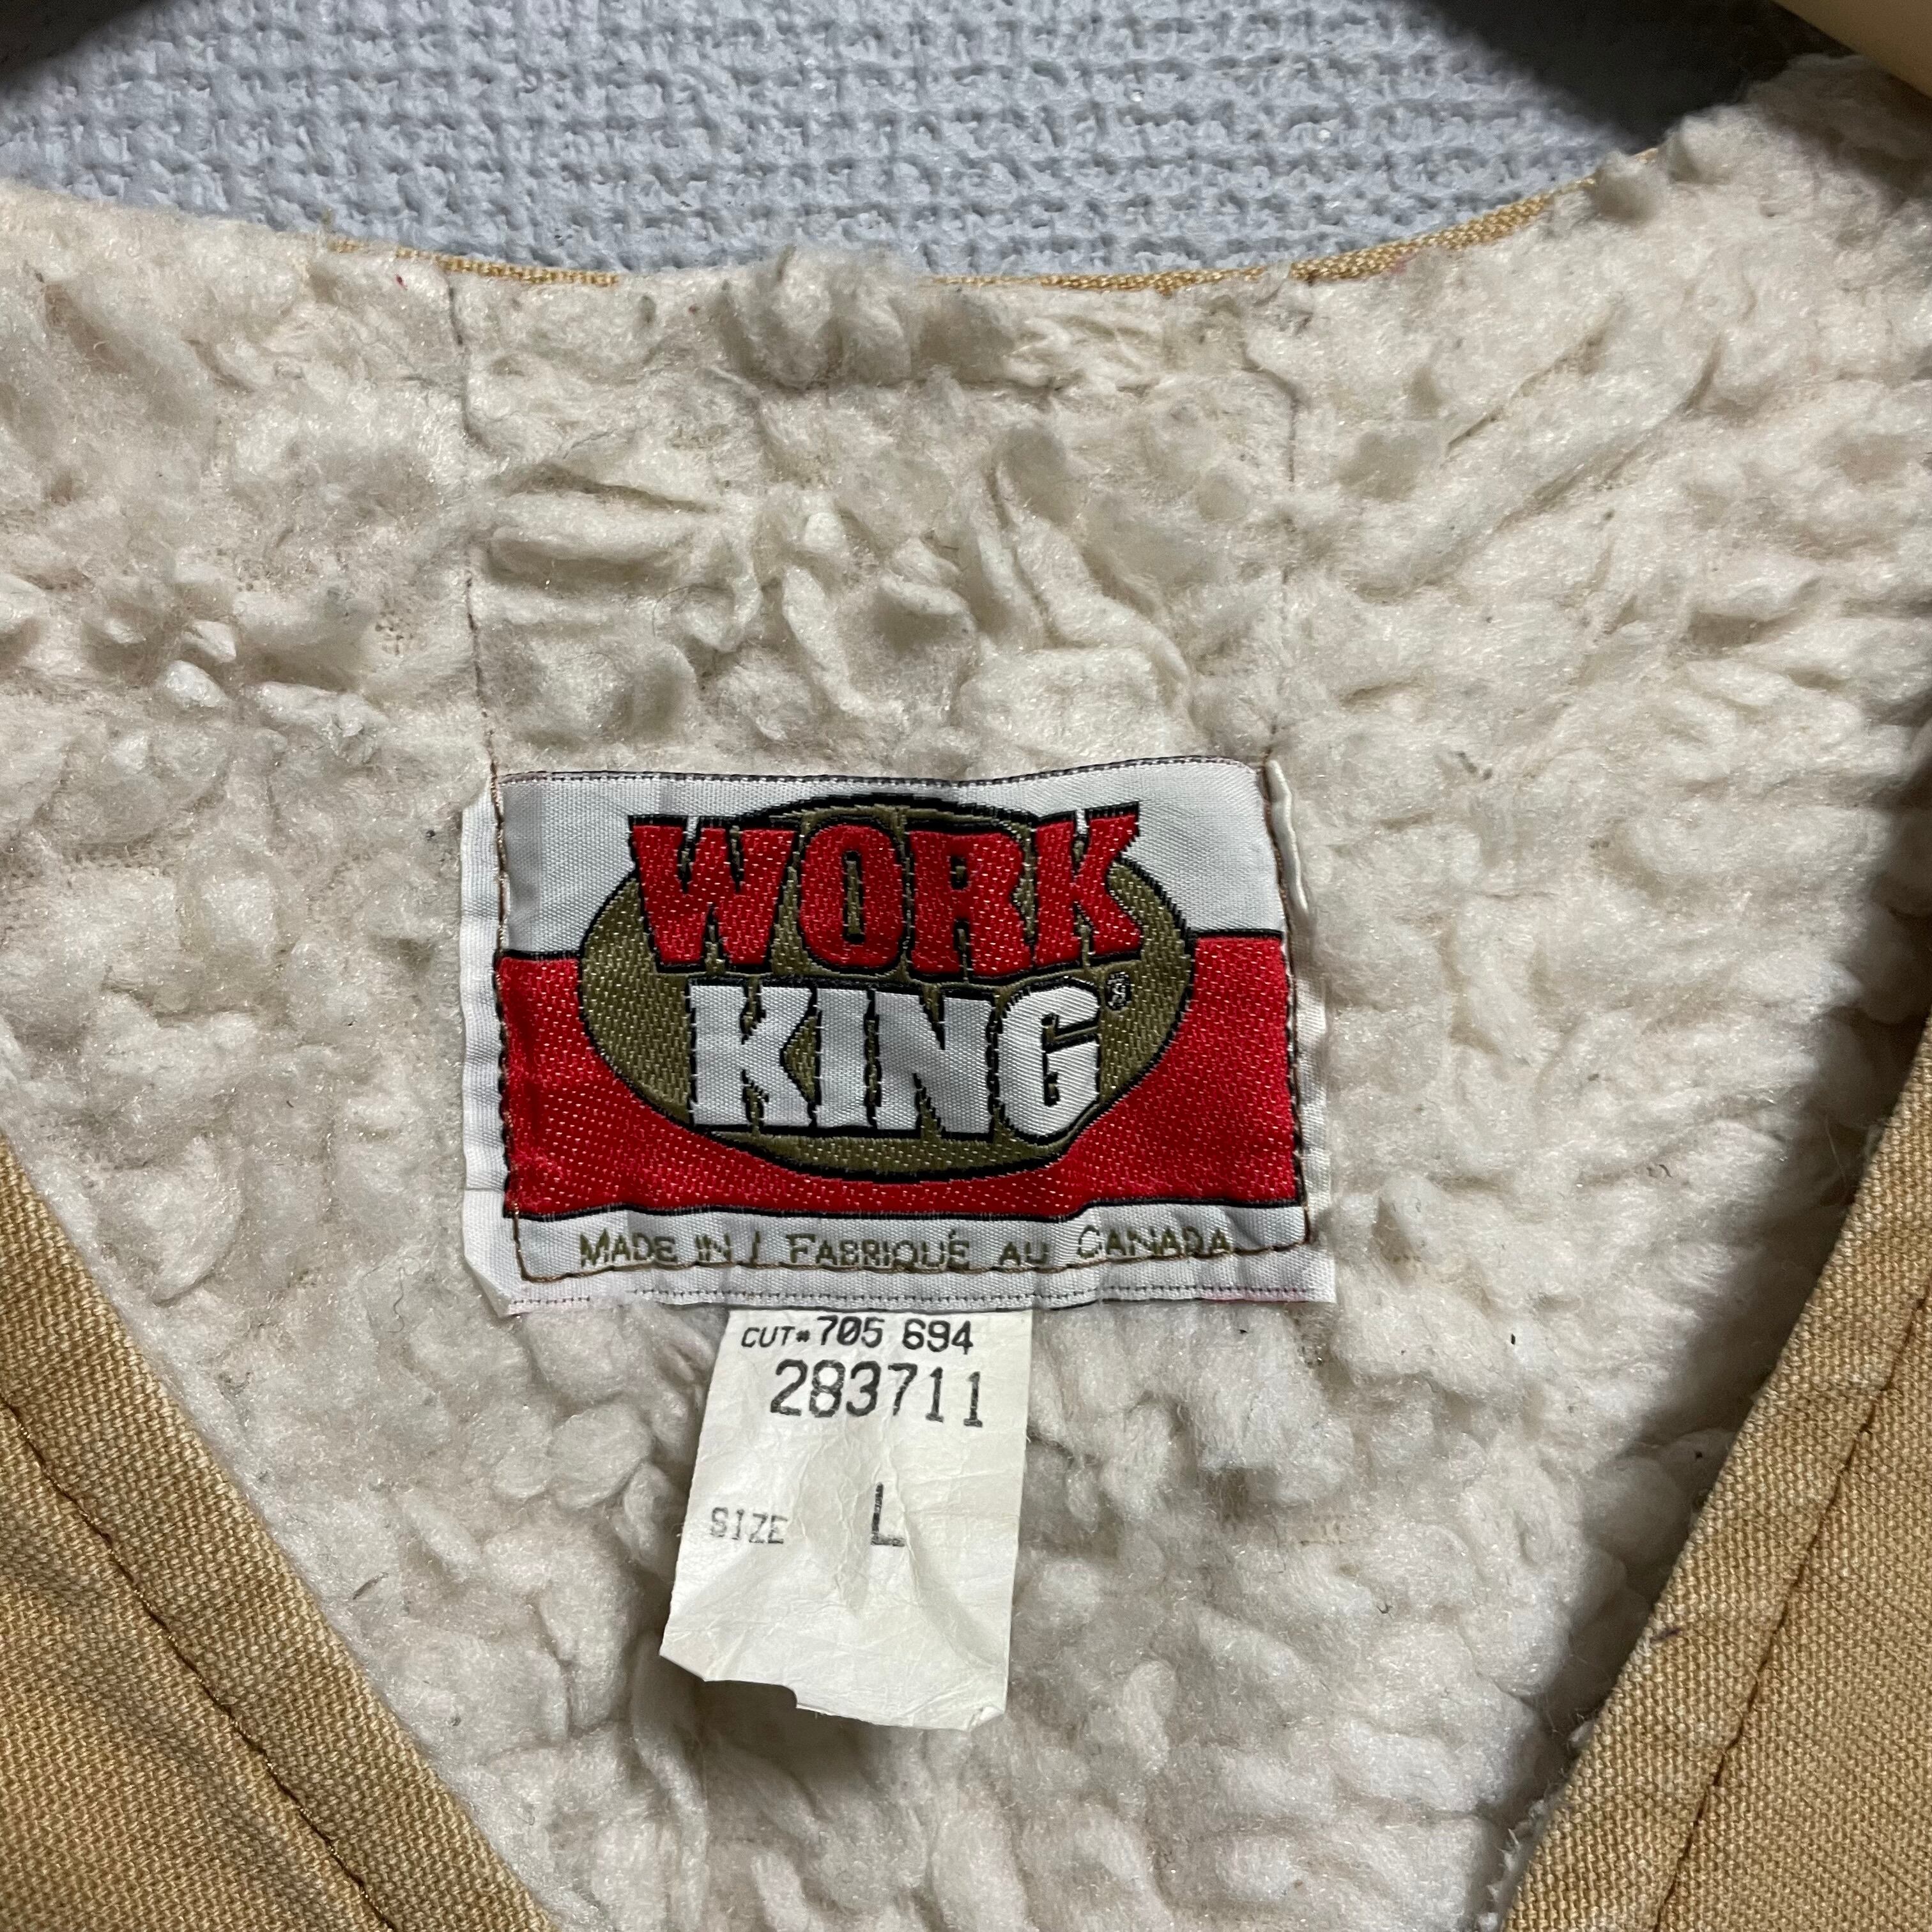 WORK
KING®
MADE IN / FABRIQUÉ AU CANADA
CUT# 705 694
283711
SIZE L